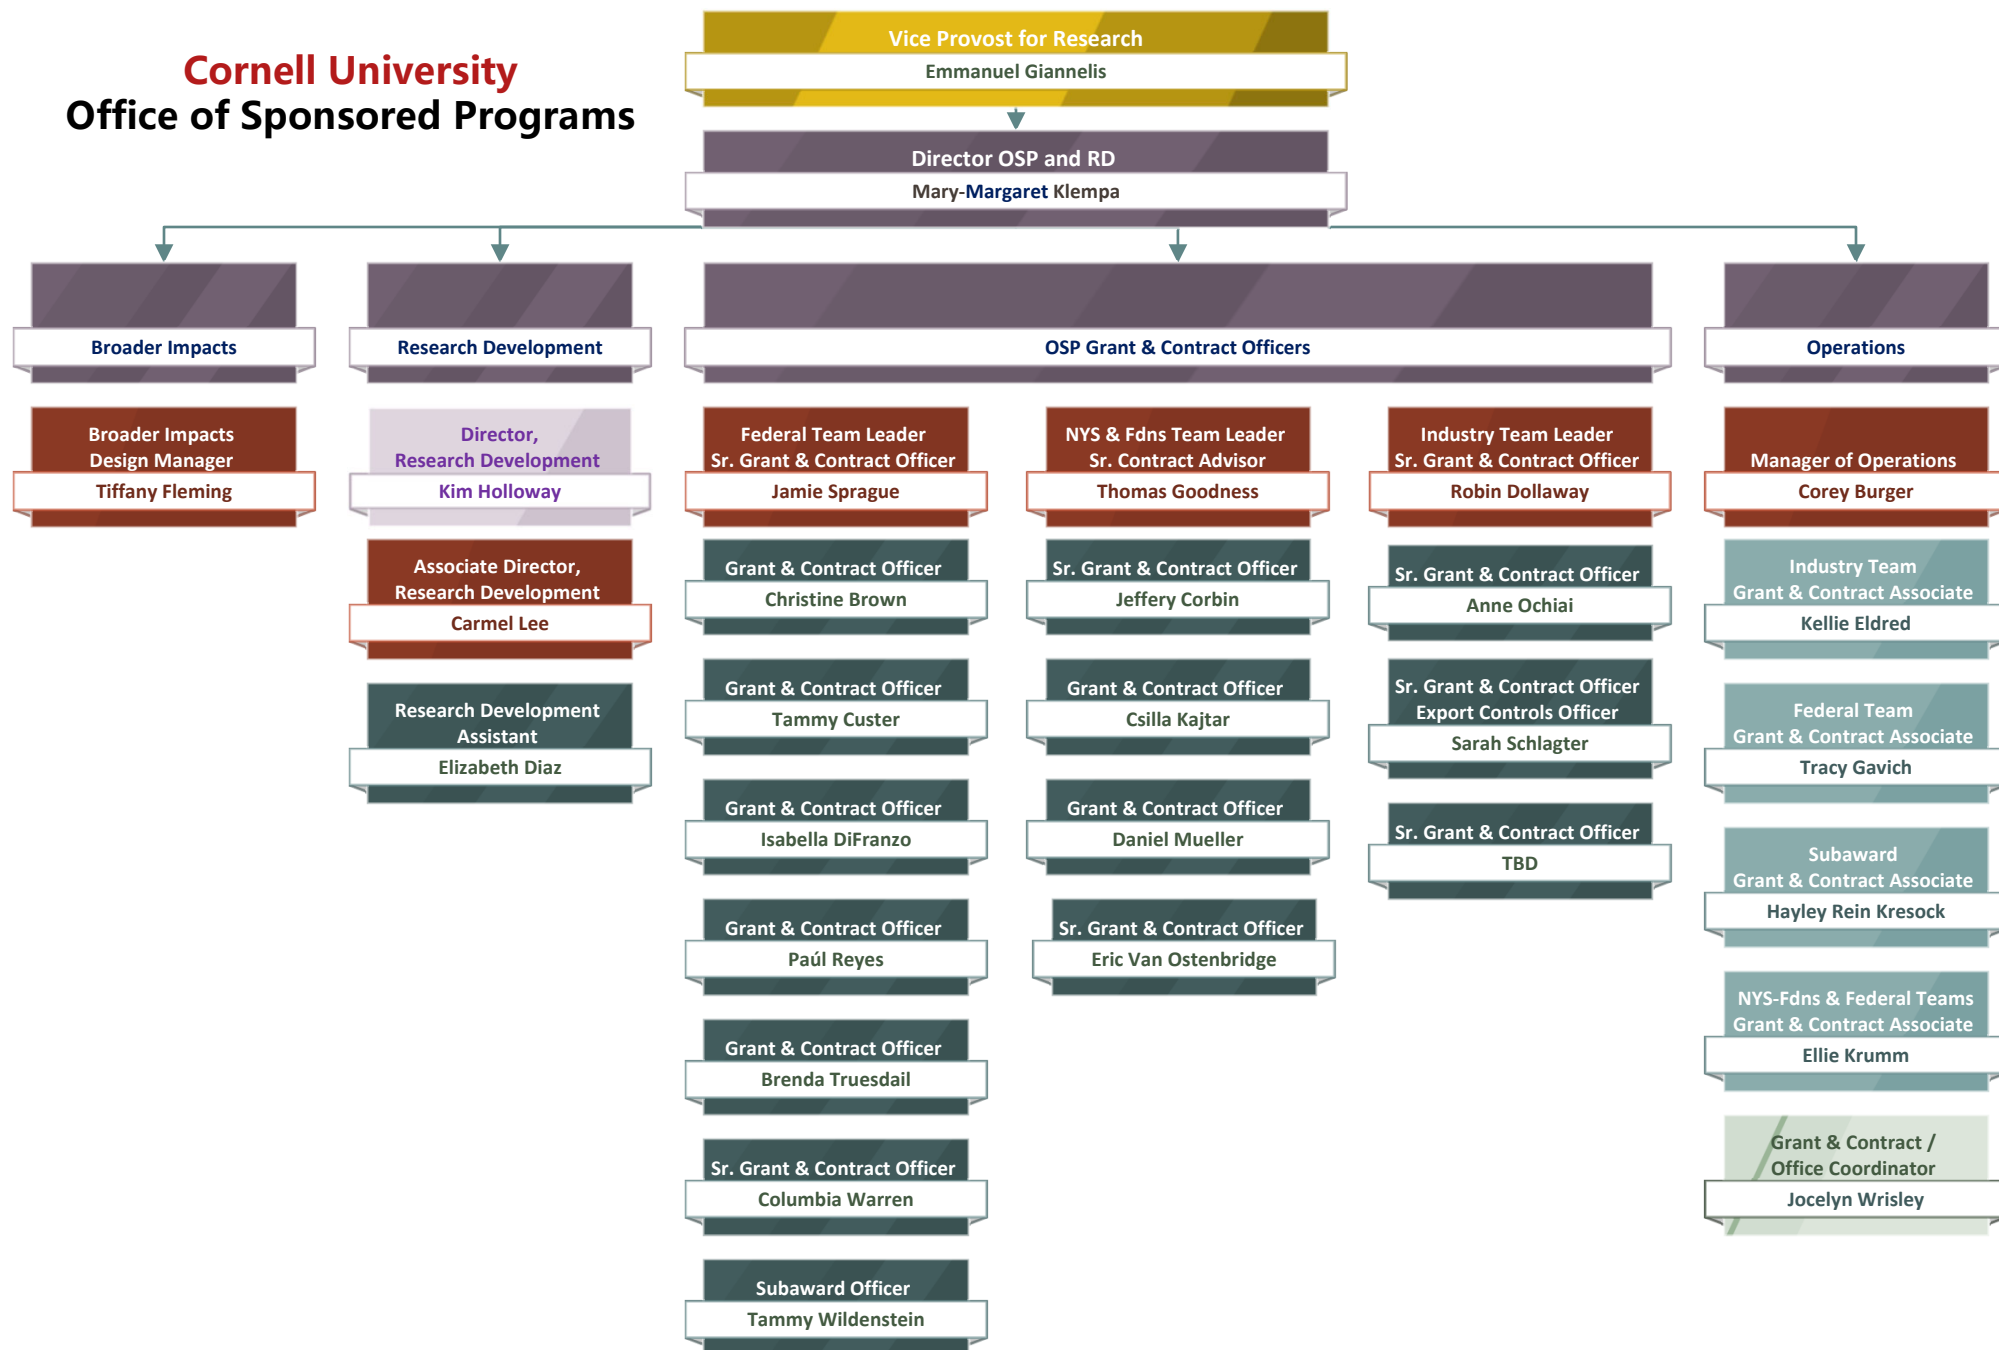 Cornell University
Office of Sponsored Programs
Vice Provost for Research
Emmanuel Giannelis
Director OSP and RD
Mary-Margaret Klempa
Broader Impacts
Research Development
OSP Grant & Contract Officers
Operations
Broader Impacts
Design Manager
Tiffany Fleming
Director,
Research Development
Kim Holloway
Associate Director,
Research Development
Carmel Lee
Research Development
Assistant
Elizabeth Diaz
Federal Team Leader
Sr. Grant & Contract Officer
Jamie Sprague
Grant & Contract Officer
Christine Brown
Grant & Contract Officer
Tammy Custer
Grant & Contract Officer
Isabella DiFranzo
Grant & Contract Officer
Paúl Reyes
Grant & Contract Officer
Brenda Truesdail
Sr. Grant & Contract Officer
Columbia Warren
Subaward Officer
Tammy Wildenstein
NYS & Fdns Team Leader
Sr. Contract Advisor
Thomas Goodness
Sr. Grant & Contract Officer
Jeffery Corbin
Grant & Contract Officer
Csilla Kajtar
Grant & Contract Officer
Daniel Mueller
Sr. Grant & Contract Officer
Eric Van Ostenbridge
Industry Team Leader
Sr. Grant & Contract Officer
Robin Dollaway
Sr. Grant & Contract Officer
Anne Ochiai
Sr. Grant & Contract Officer
Export Controls Officer
Sarah Schlagter
Sr. Grant & Contract Officer
TBD
Manager of Operations
Corey Burger
Industry Team
Grant & Contract Associate
Kellie Eldred
Federal Team
Grant & Contract Associate
Tracy Gavich
Subaward
Grant & Contract Associate
Hayley Rein Kresock
NYS-Fdns & Federal Teams
Grant & Contract Associate
Ellie Krumm
Grant & Contract /
Office Coordinator
Jocelyn Wrisley